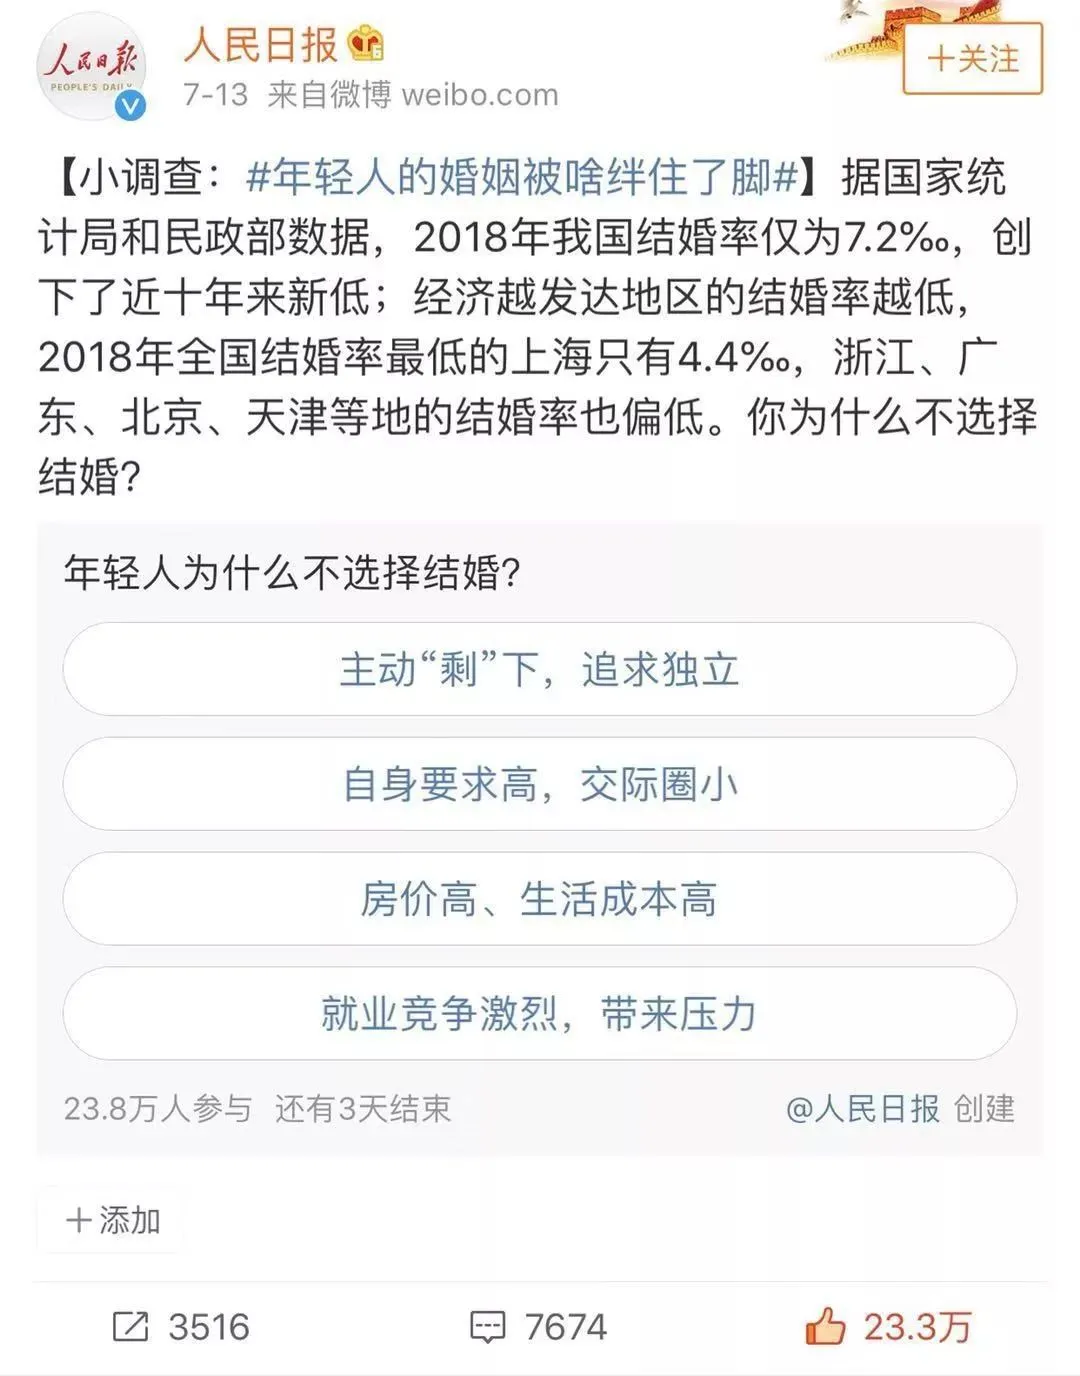 人民日报
PEOPLE'S DAILY
人民日报
7-13 来自微博 weibo.com
+关注
【小调查：#年轻人的婚姻被啥绊住了脚#】据国家统
计局和民政部数据，2018年我国结婚率仅为7.2‰，创
下了近十年来新低；经济越发达地区的结婚率越低，
2018年全国结婚率最低的上海只有4.4‰，浙江、广
东、北京、天津等地的结婚率也偏低。你为什么不选择
结婚？
年轻人为什么不选择结婚？
主动“剩”下，追求独立
自身要求高，交际圈小
房价高、生活成本高
就业竞争激烈，带来压力
23.8万人参与 还有3天结束 @人民日报 创建
+添加
3516 7674 23.3万